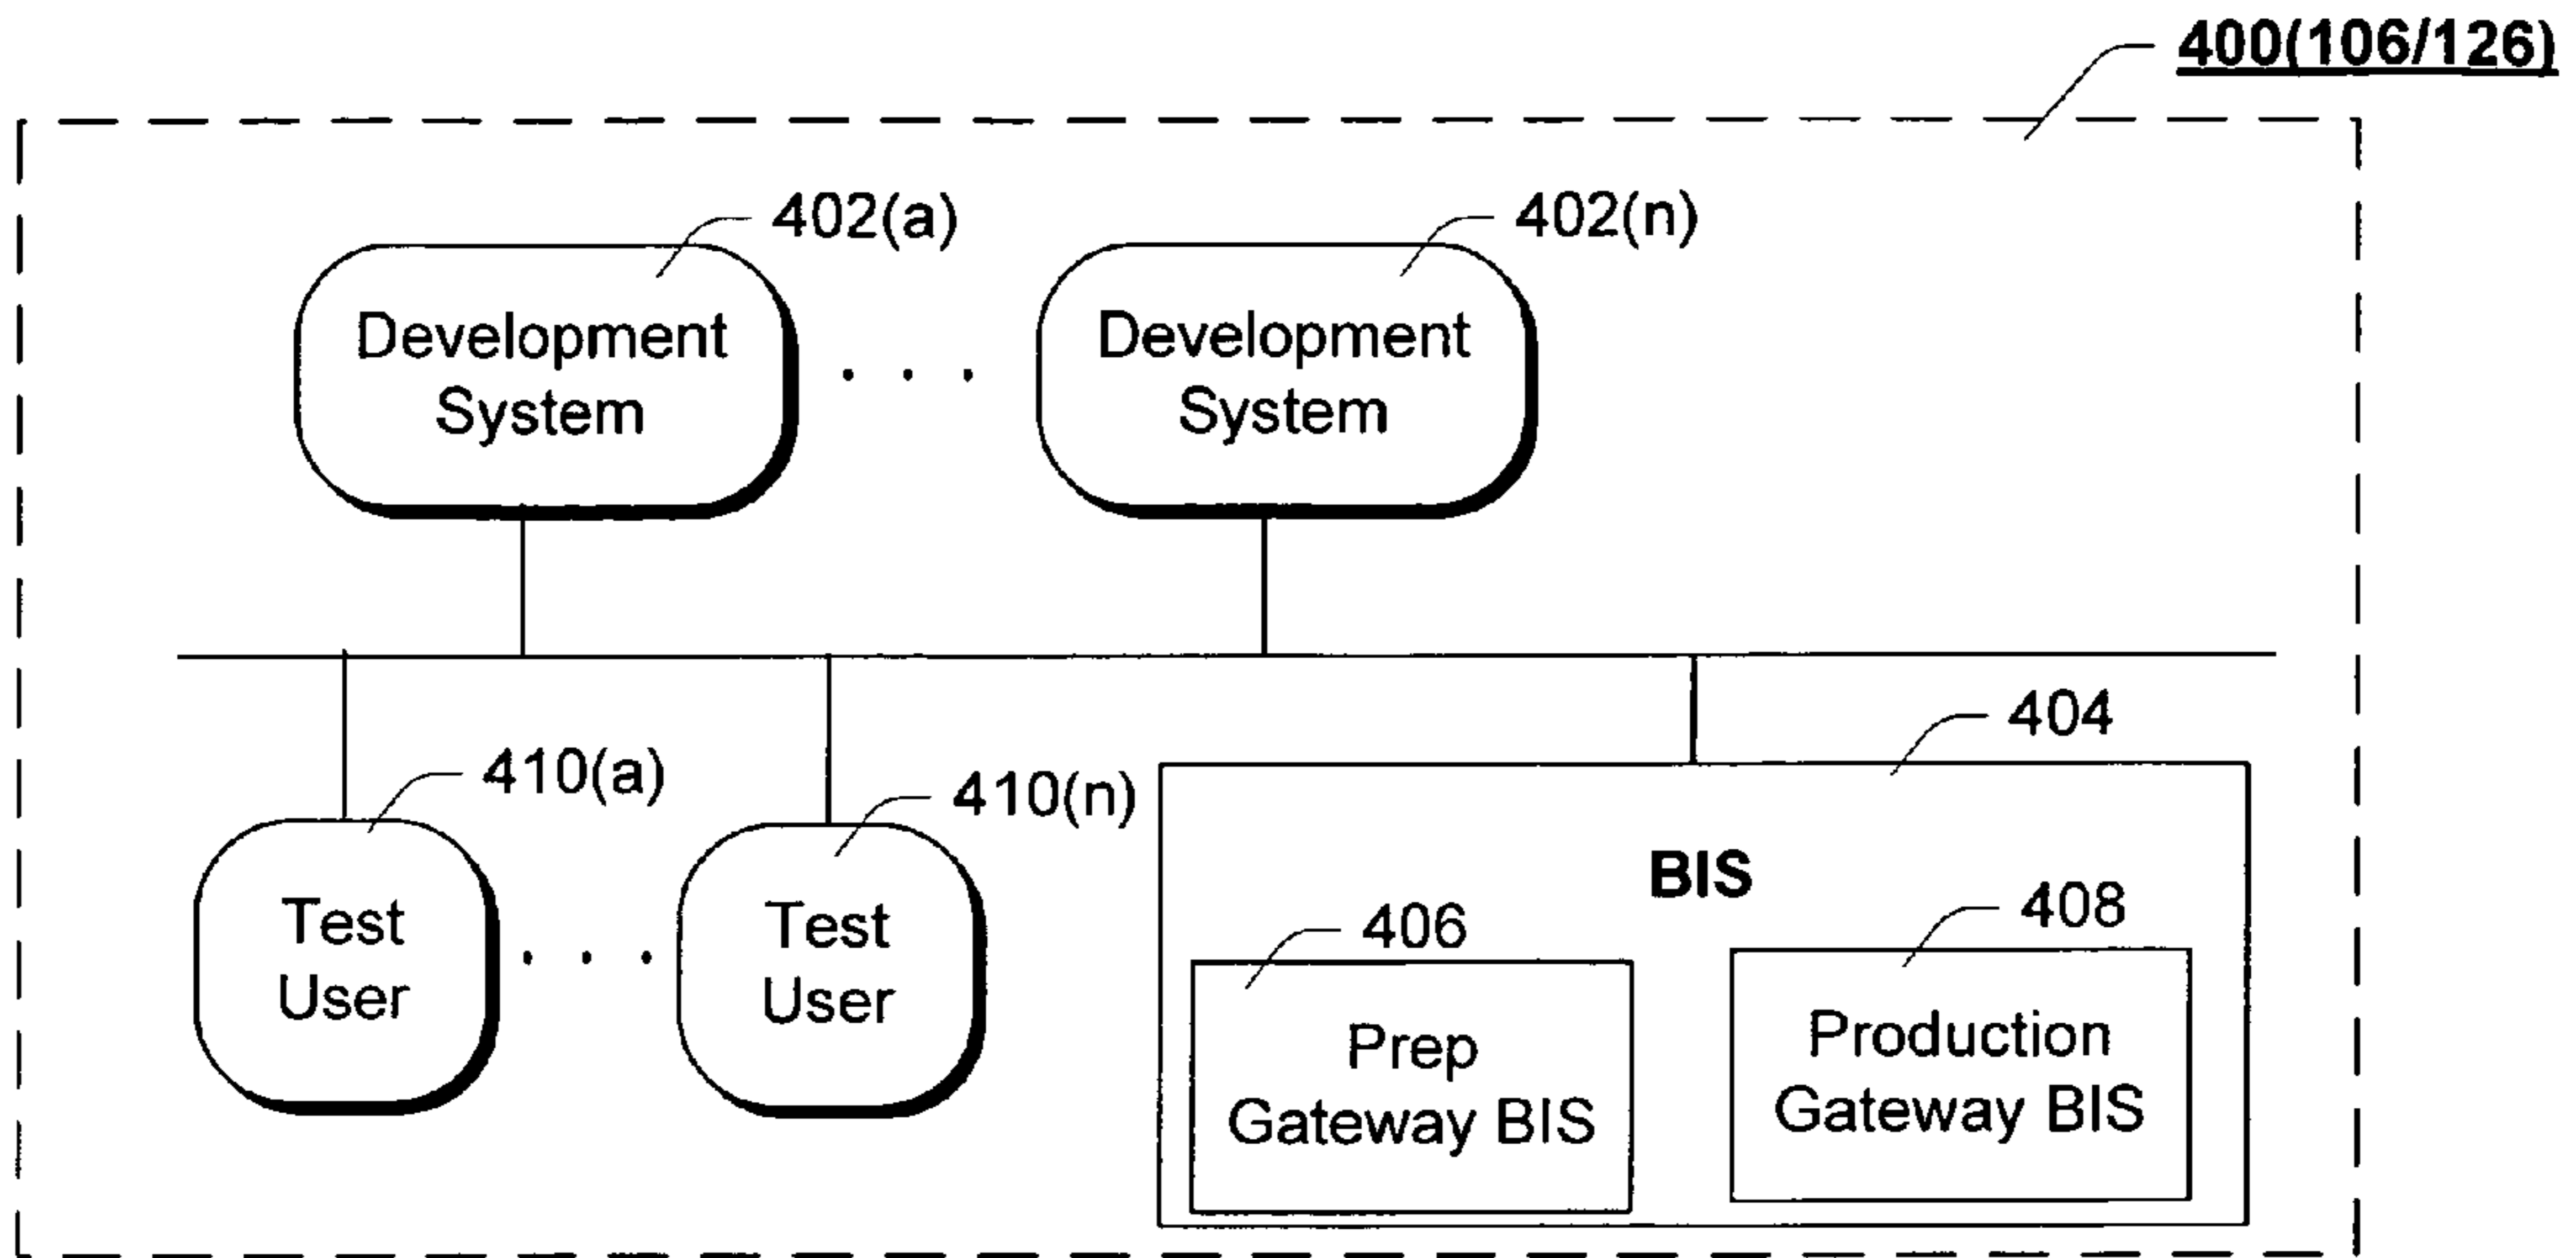 400(106/126)
402(a)
402(n)
Development
System
Development
System
404
410(a)
410(n)
BIS
406
408
Test
User
Test
User
Prep
Gateway BIS
Production
Gateway BIS